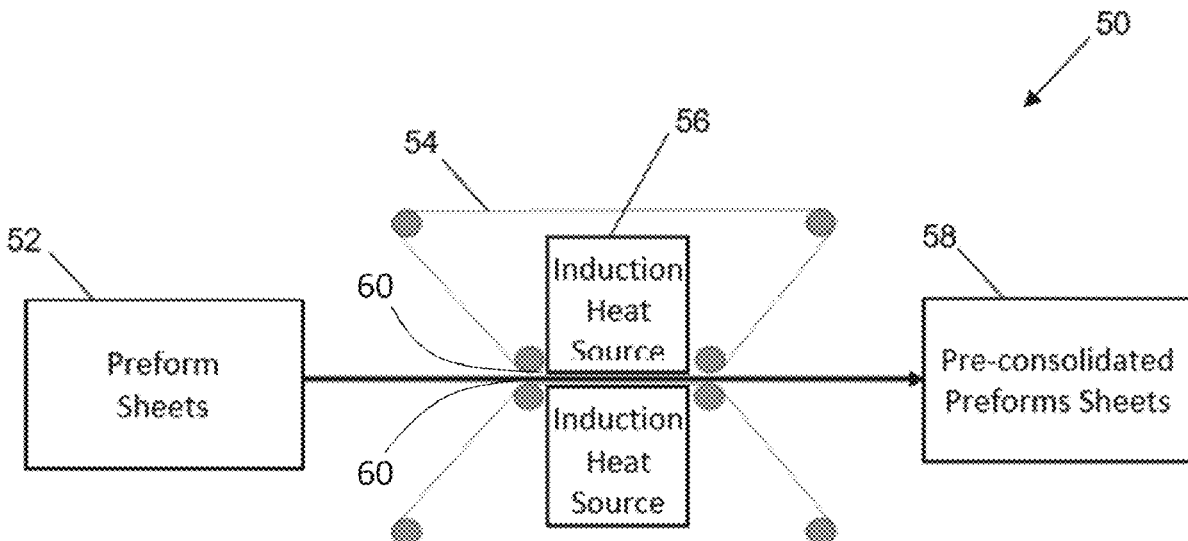 50
56
54
52
58
60
Induction
Heat
Source
Preform
Sheets
Pre-consolidated
Preforms Sheets
60
Induction
Heat
Source